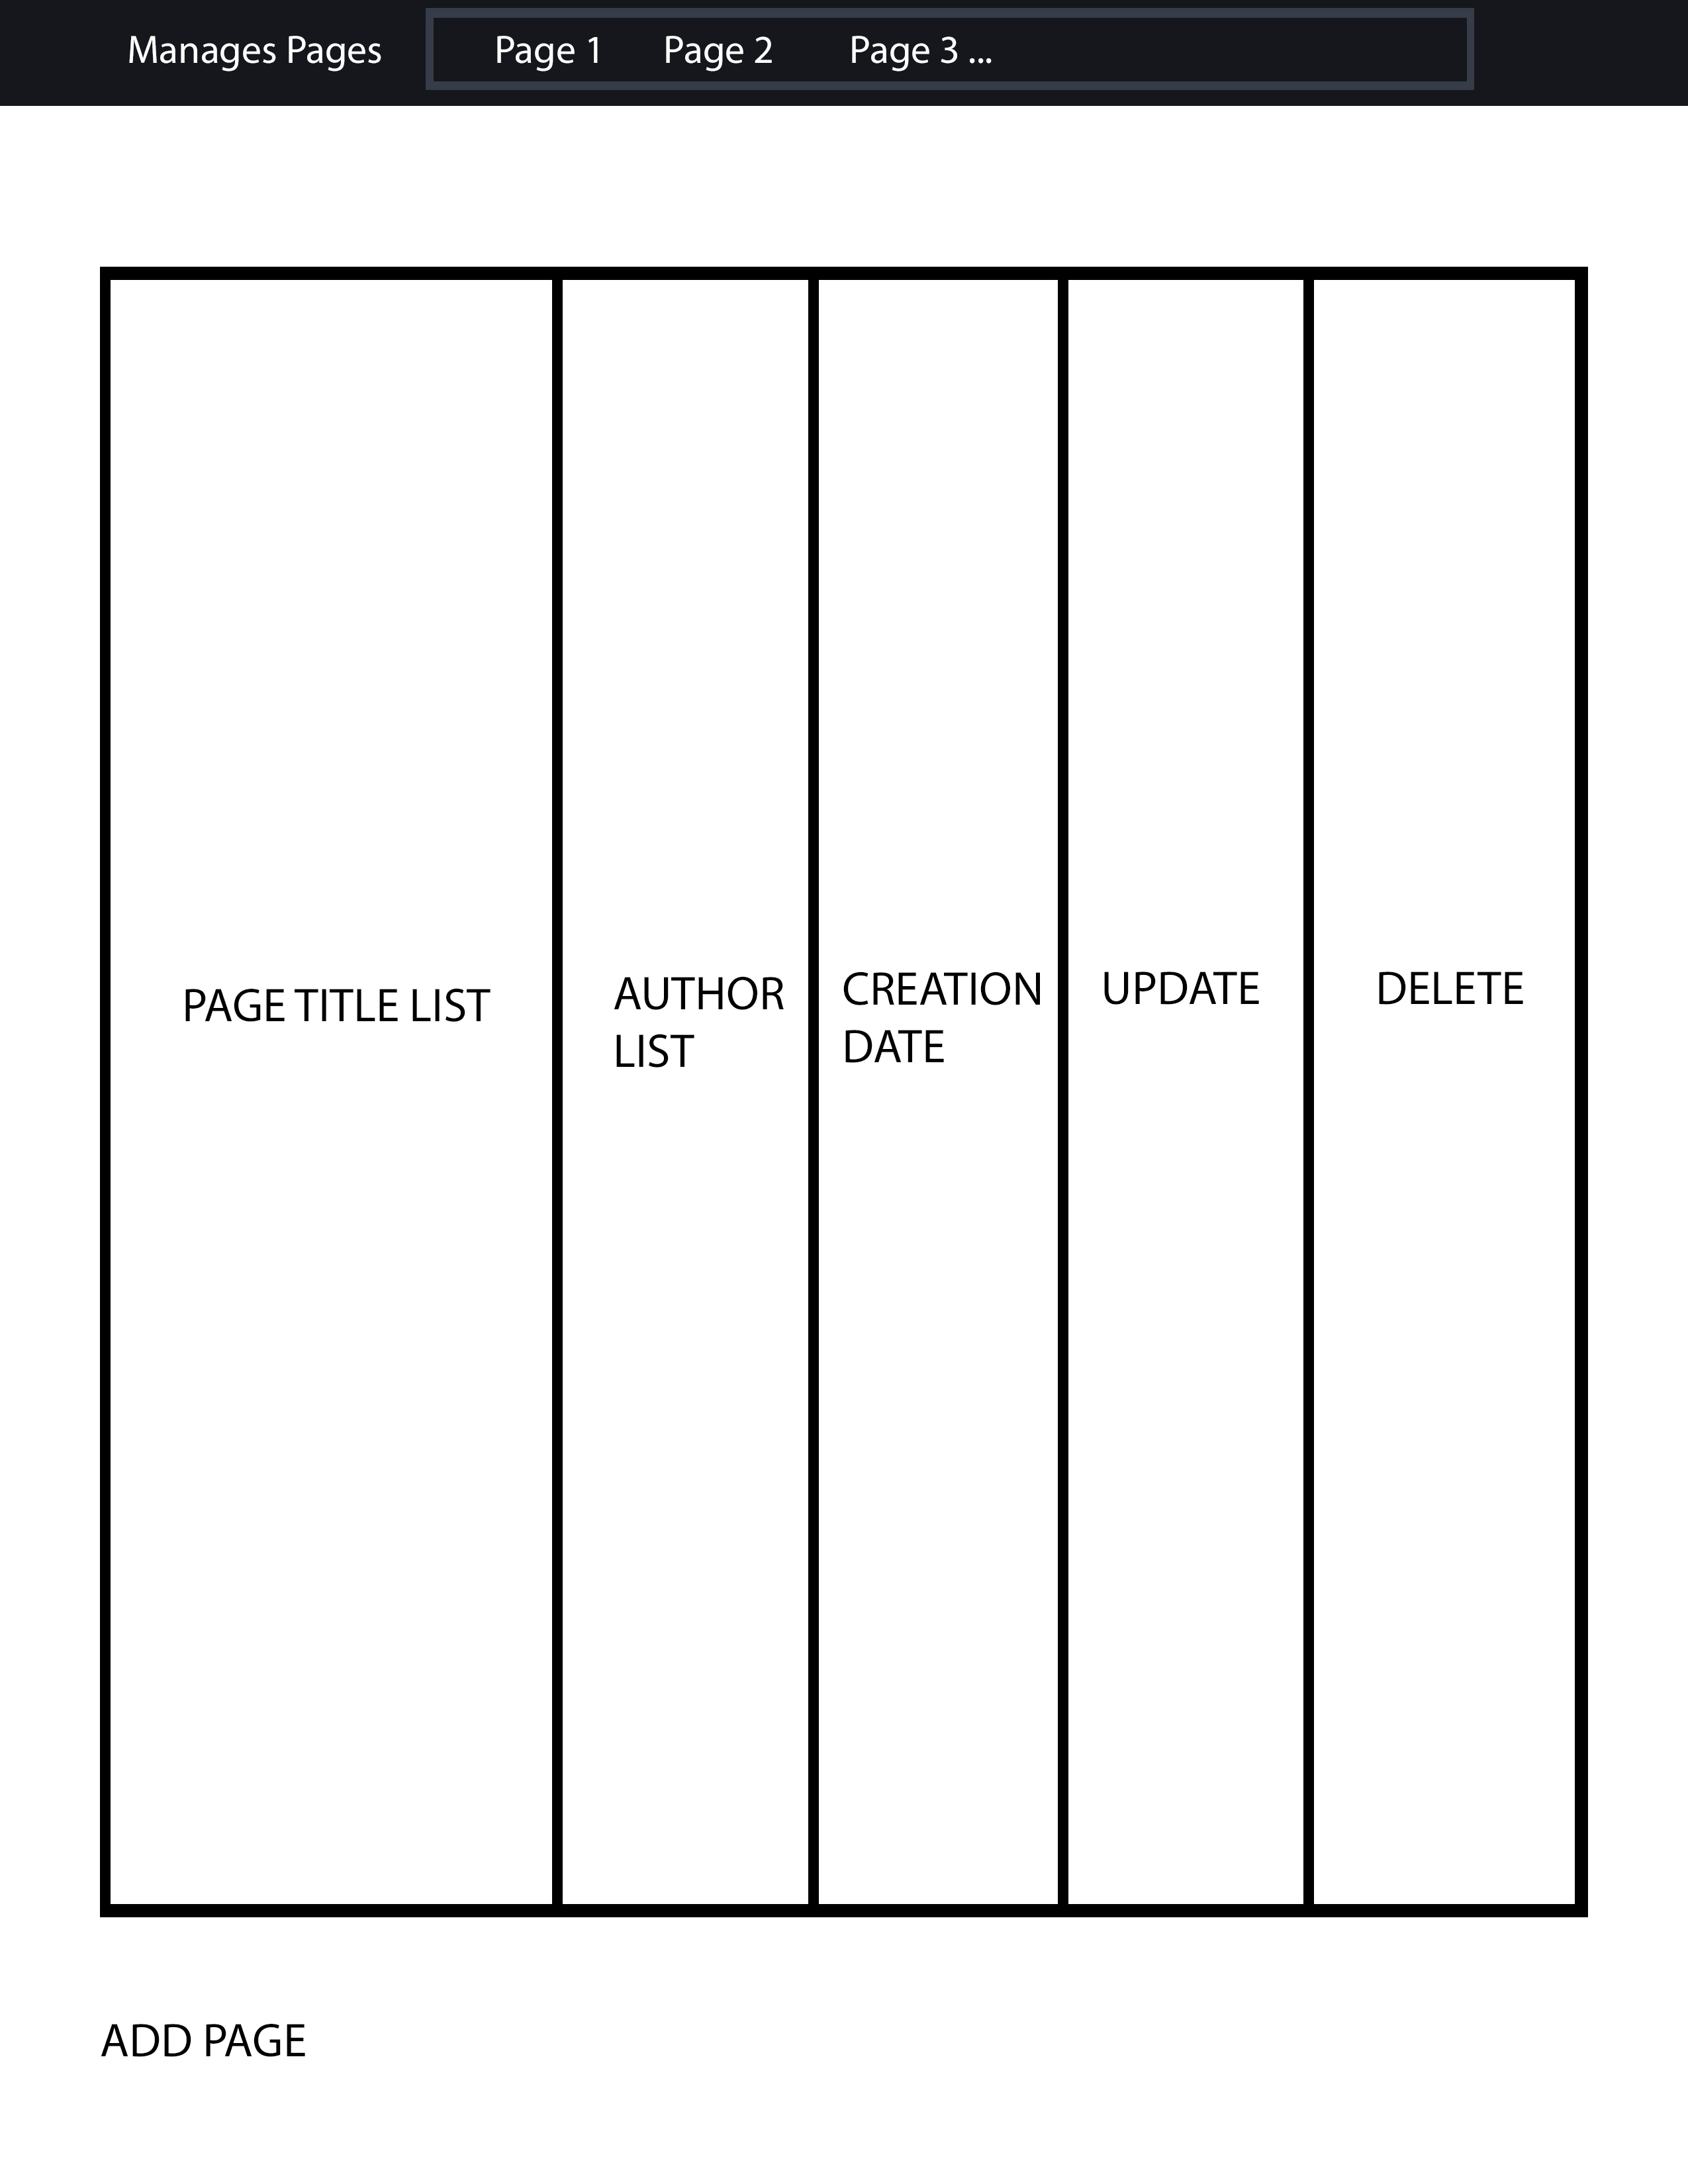 Manages Pages
Page 1 Page 2 Page 3 ...
PAGE TITLE LIST
AUTHOR
LIST
CREATION
DATE
UPDATE
DELETE
ADD PAGE